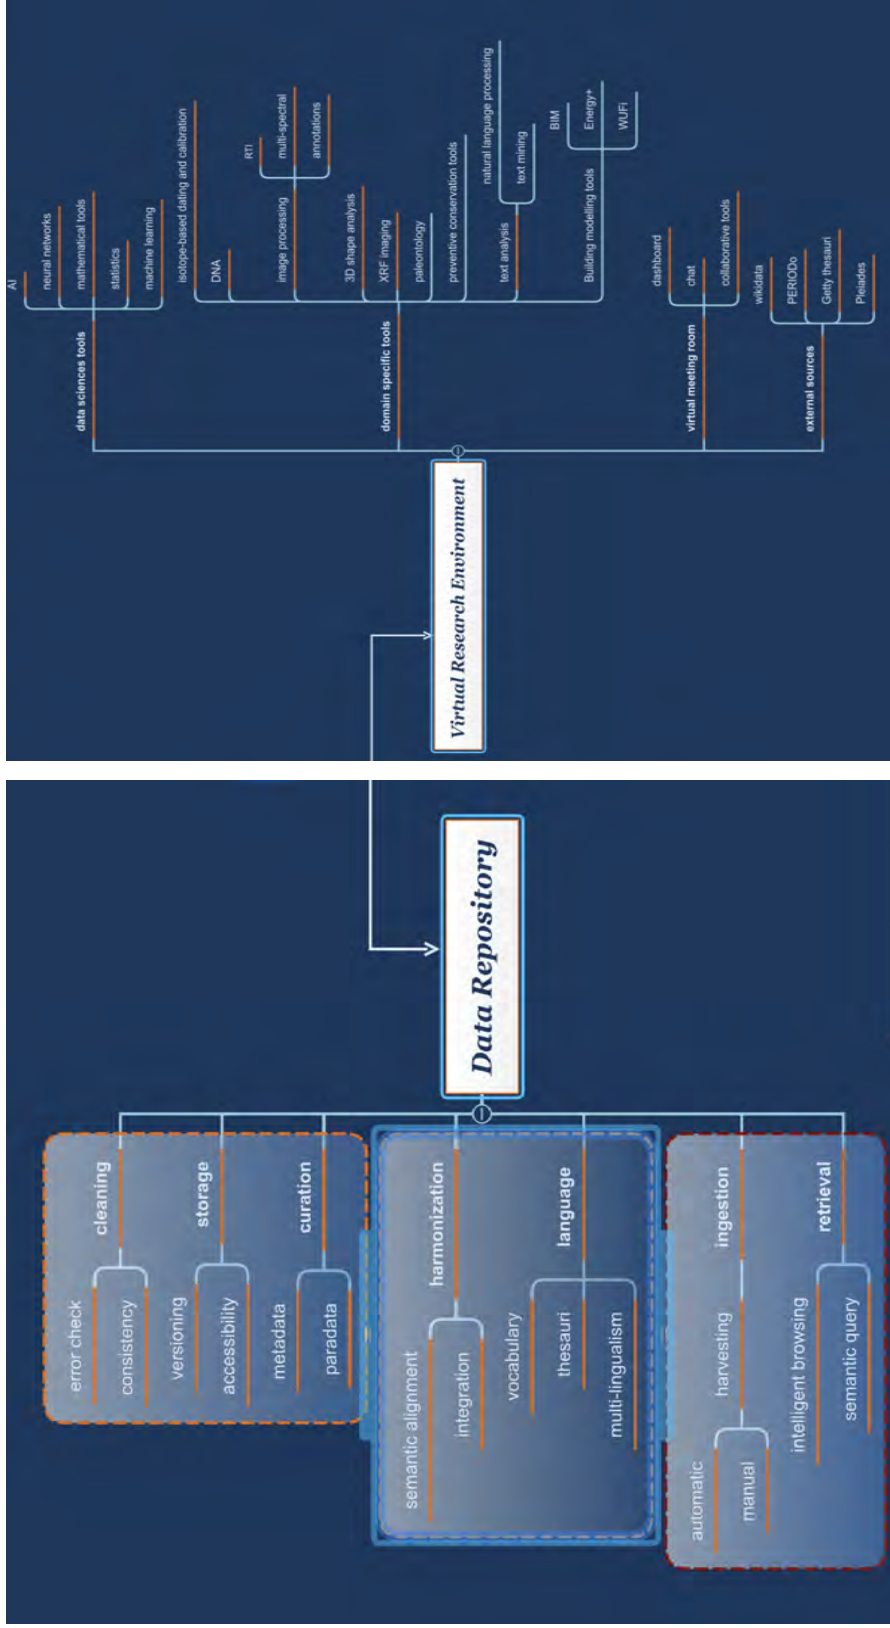 Virtual Research Environment
data sciences tools
AI
neural networks
mathematical tools
statistics
machine learning
domain specific tools
isotope-based dating and calibration
DNA
image processing
RTI
multi-spectral
annotations
3D shape analysis
XRF imaging
paleontology
preventive conservation tools
text analysis
natural language processing
text mining
Building modelling tools
BIM
Energy+
WUFi
virtual meeting room
dashboard
chat
collaborative tools
external sources
wikidata
PERIODo
Getty thesauri
Pleiades
Data Repository
cleaning
error check
consistency
storage
versioning
accessibility
curation
metadata
paradata
harmonization
semantic alignment
integration
language
vocabulary
thesauri
multi-lingualism
ingestion
harvesting
automatic
manual
retrieval
intelligent browsing
semantic query